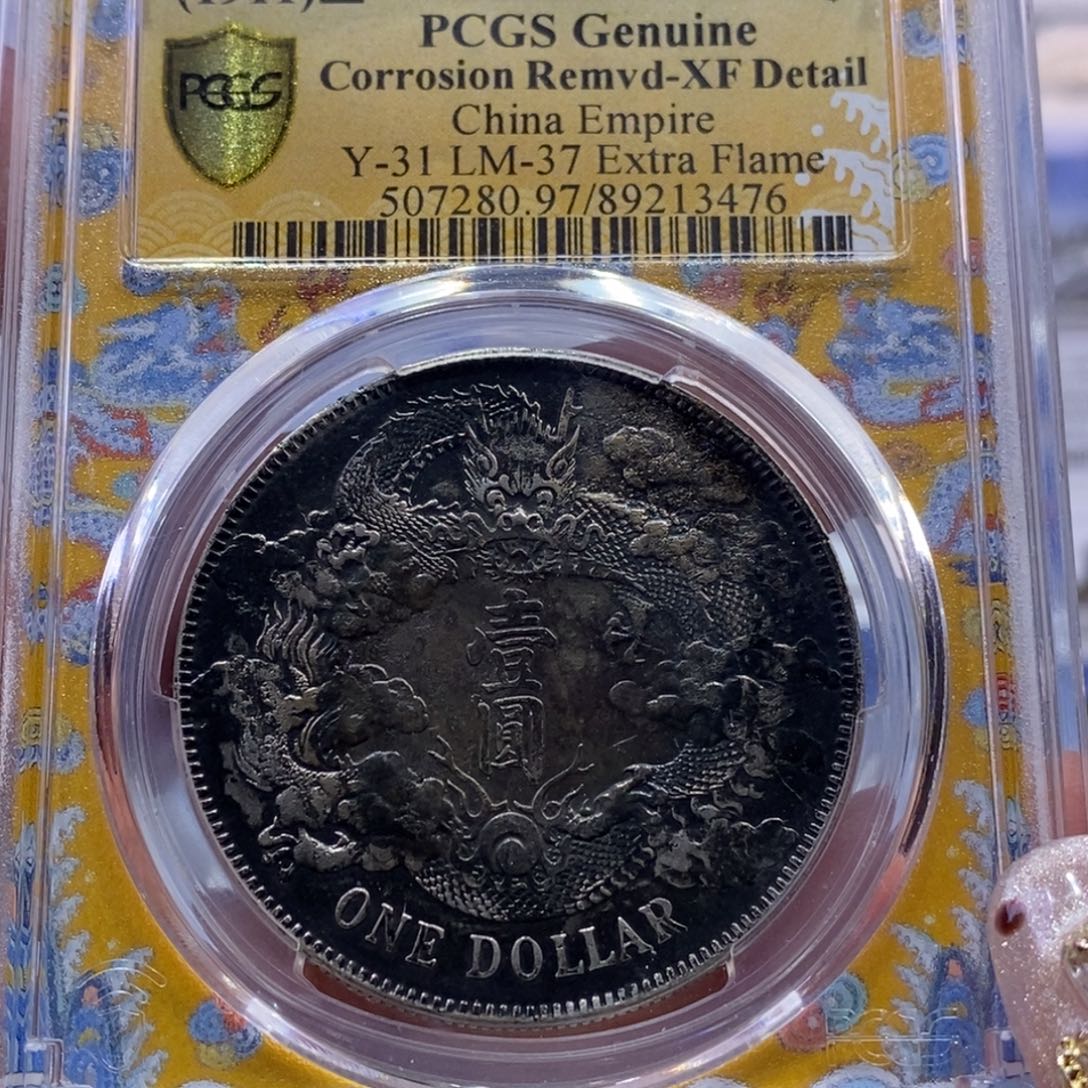 PCGS Genuine
PCGS
Corrosion Remvd-XF Detail
China Empire
Y-31 LM-37 Extra Flame
507280.97/89213476
壹
圓
ONE DOLLAR